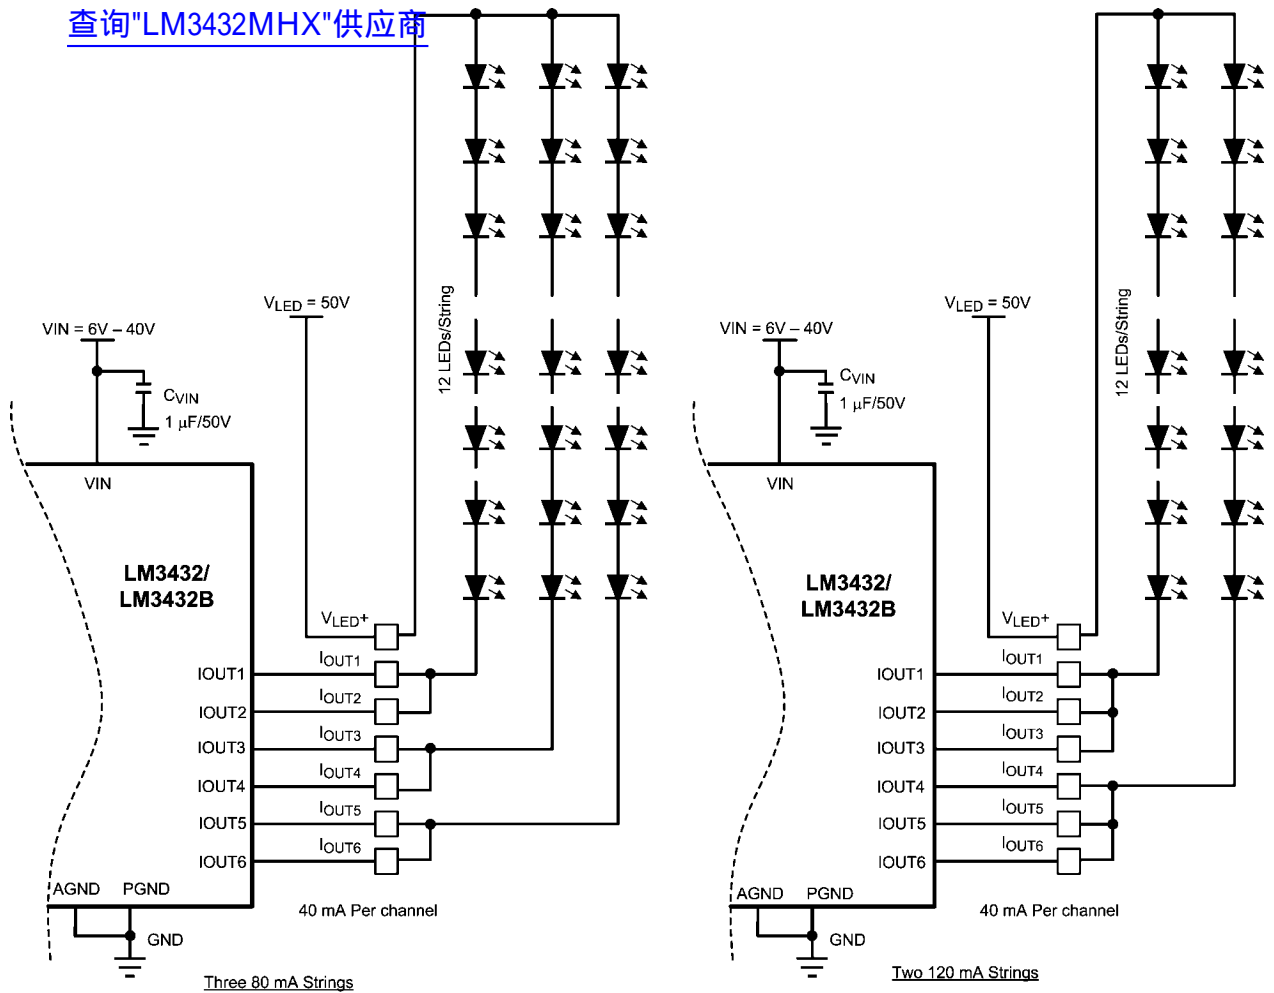 查询"LM3432MHX"供应商
VLED = 50V
VIN = 6V – 40V
CVIN
1 µF/50V
12 LEDs/String
VIN
LM3432/
LM3432B
VLED+
IOUT1
IOUT1
IOUT2
IOUT2
IOUT3
IOUT3
IOUT4
IOUT4
IOUT5
IOUT5
IOUT6
IOUT6
AGND PGND
GND
40 mA Per channel
Three 80 mA Strings
VLED = 50V
VIN = 6V – 40V
CVIN
1 µF/50V
12 LEDs/String
VIN
LM3432/
LM3432B
VLED+
IOUT1
IOUT1
IOUT2
IOUT2
IOUT3
IOUT3
IOUT4
IOUT4
IOUT5
IOUT5
IOUT6
IOUT6
AGND PGND
GND
40 mA Per channel
Two 120 mA Strings